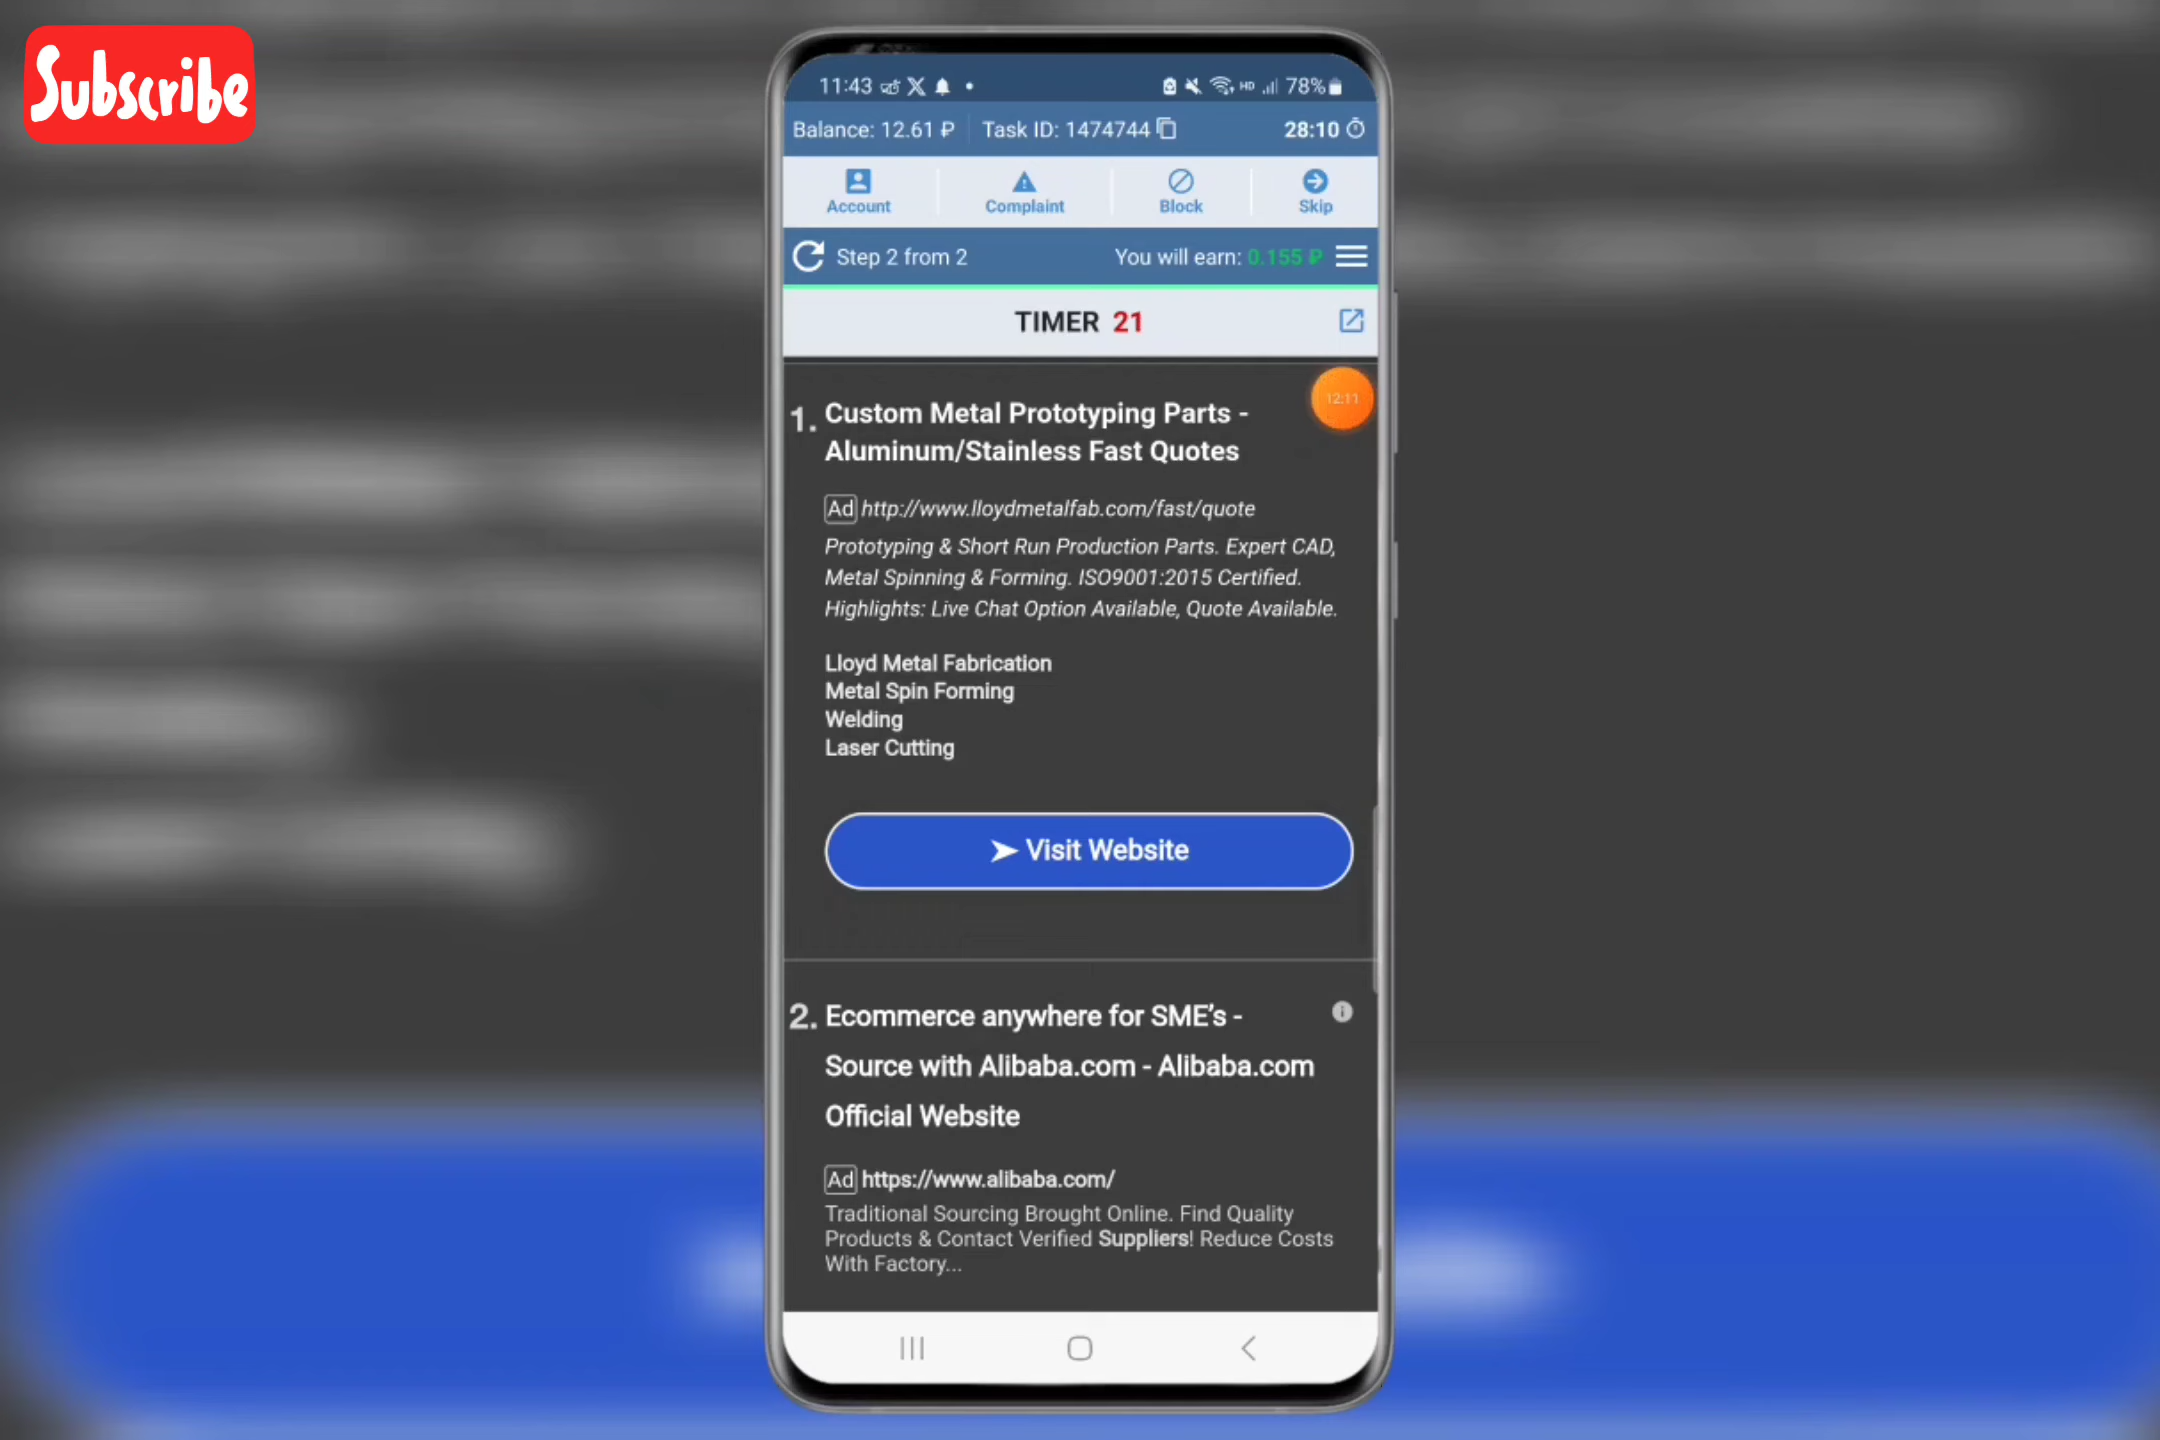 Subscribe
11:43 HD 78%
Balance: 12.61 ₽ Task ID: 1474744 28:10
Account Complaint Block Skip
Step 2 from 2 You will earn: 0.155 ₽
TIMER 21
12:11
1. Custom Metal Prototyping Parts -
Aluminum/Stainless Fast Quotes
Ad http://www.lloydmetalfab.com/fast/quote
Prototyping & Short Run Production Parts. Expert CAD,
Metal Spinning & Forming. ISO9001:2015 Certified.
Highlights: Live Chat Option Available, Quote Available.
Lloyd Metal Fabrication
Metal Spin Forming
Welding
Laser Cutting
Visit Website
2. Ecommerce anywhere for SME's -
Source with Alibaba.com - Alibaba.com
Official Website
Ad https://www.alibaba.com/
Traditional Sourcing Brought Online. Find Quality
Products & Contact Verified Suppliers! Reduce Costs
With Factory...